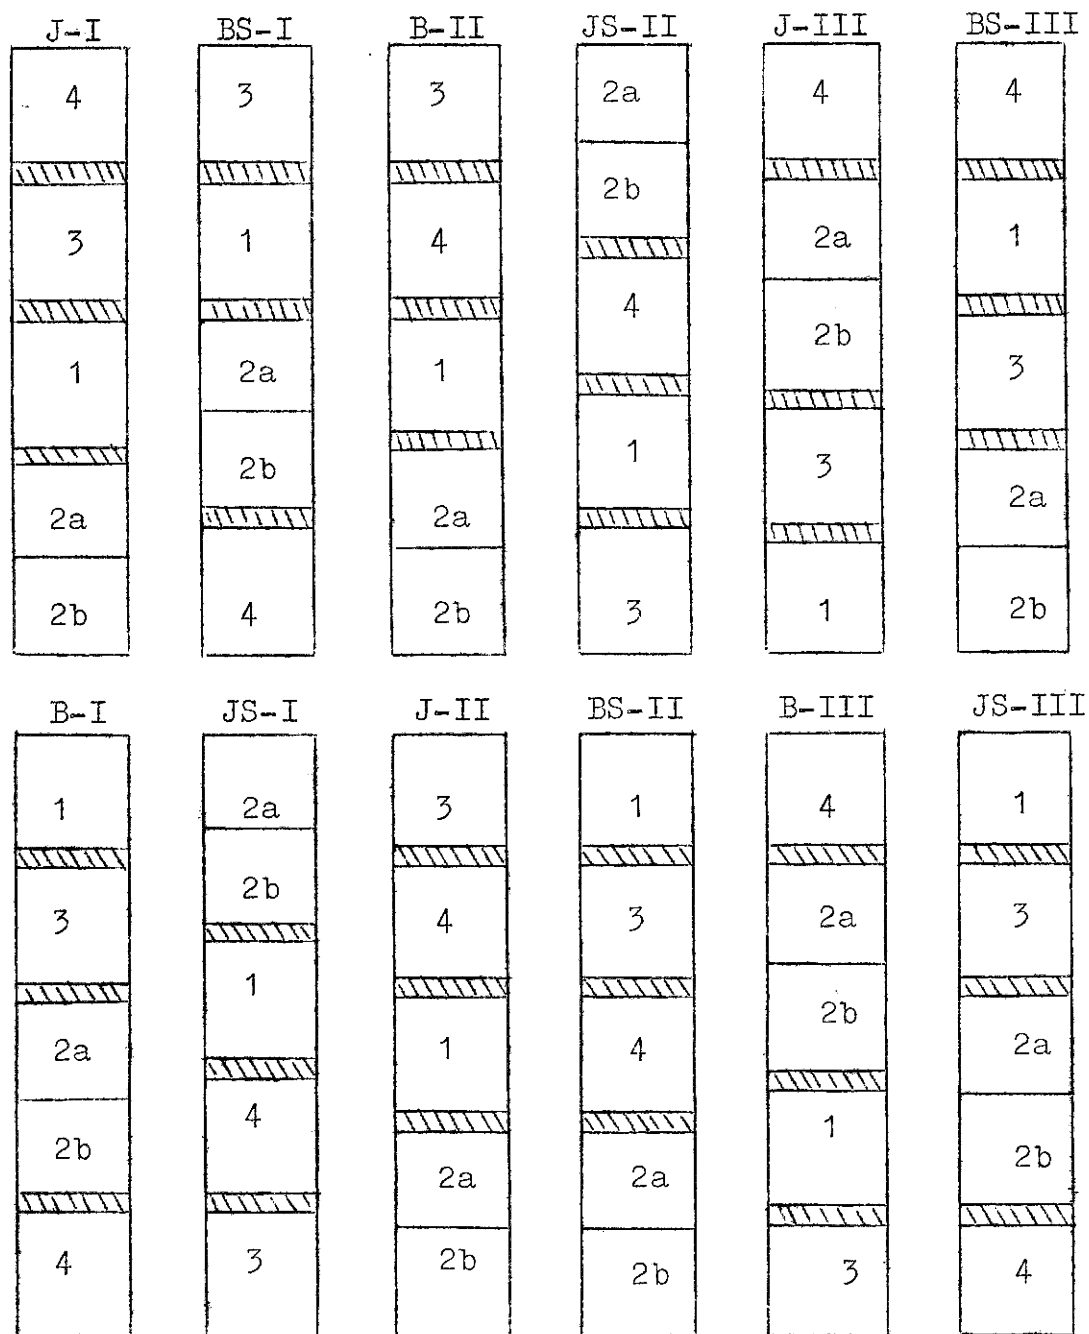 J-I BS-I B-II JS-II J-III BS-III
4 3 3 2a 4 4
2b
3 1 4 2a 1
4 2b
1 2a 1 3
1 3
2b 2a
2a 2a
2b 4 2b 3 1 2b
B-I JS-I J-II BS-II B-III JS-III
1 2a 3 1 4 1
2b
3 4 3 2a 3
1 2b
2a 1 4 2a
4 1
2b 2a 2a 2b
4 3 2b 2b 3 4